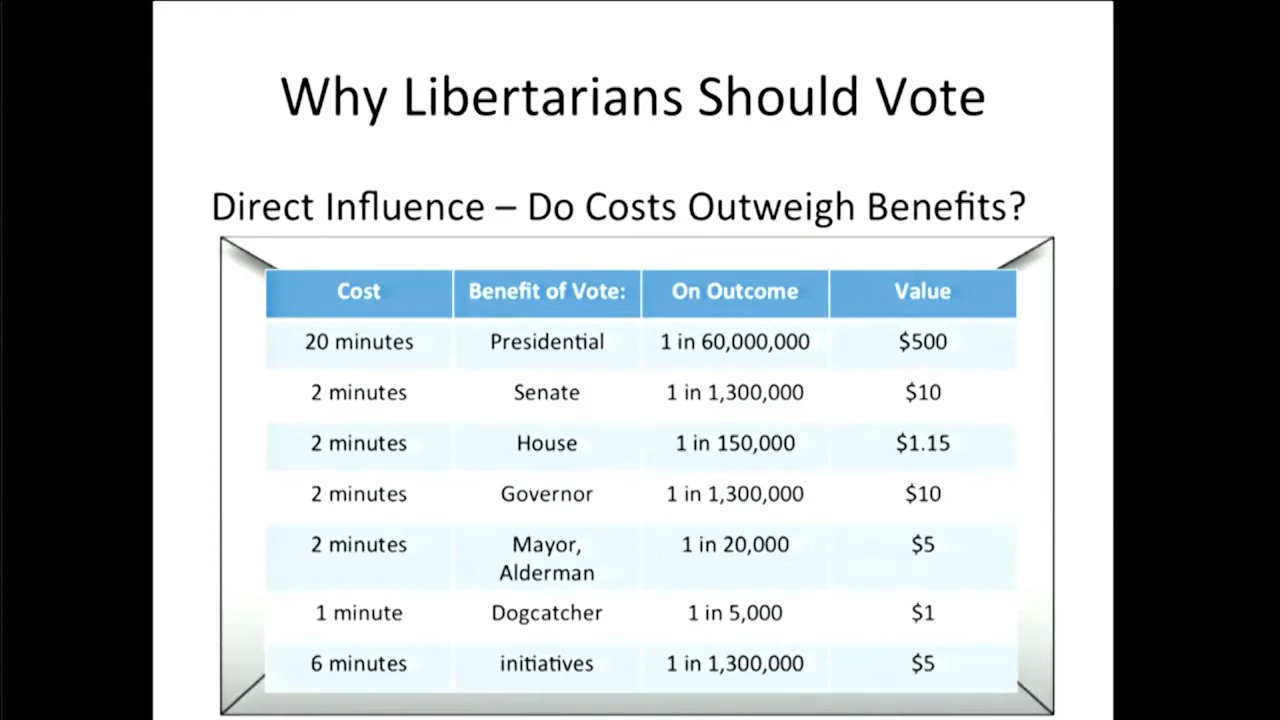 Why Libertarians Should Vote
Direct Influence – Do Costs Outweigh Benefits?
Cost Benefit of Vote: On Outcome Value
20 minutes Presidential 1 in 60,000,000 $500
2 minutes Senate 1 in 1,300,000 $10
2 minutes House 1 in 150,000 $1.15
2 minutes Governor 1 in 1,300,000 $10
2 minutes Mayor, 1 in 20,000 $5
Alderman
1 minute Dogcatcher 1 in 5,000 $1
6 minutes initiatives 1 in 1,300,000 $5